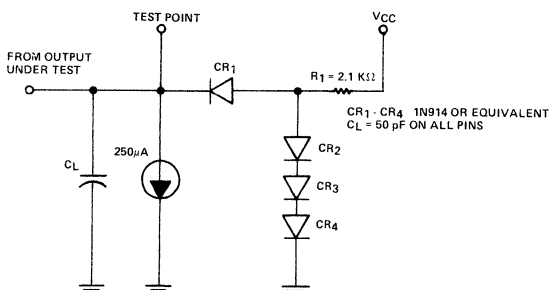 TEST POINT
VCC
FROM OUTPUT
UNDER TEST
CR1
R1 = 2.1 KΩ
CR1 - CR4 1N914 OR EQUIVALENT
CL = 50 pF ON ALL PINS
250μA
CR2
CL
CR3
CR4